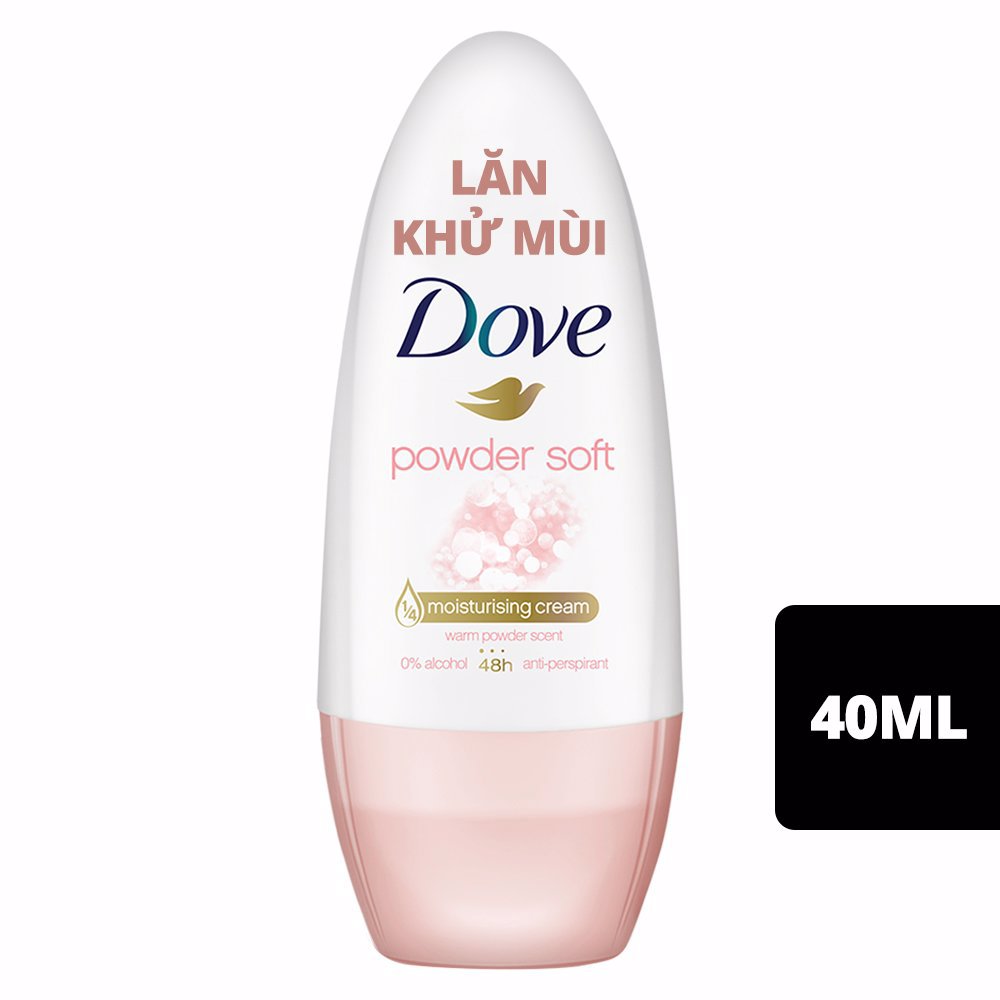 LĂN
KHỬ MÙI
Dove
powder soft
1/4 moisturising cream
warm powder scent
0% alcohol 48h anti-perspirant
40ML